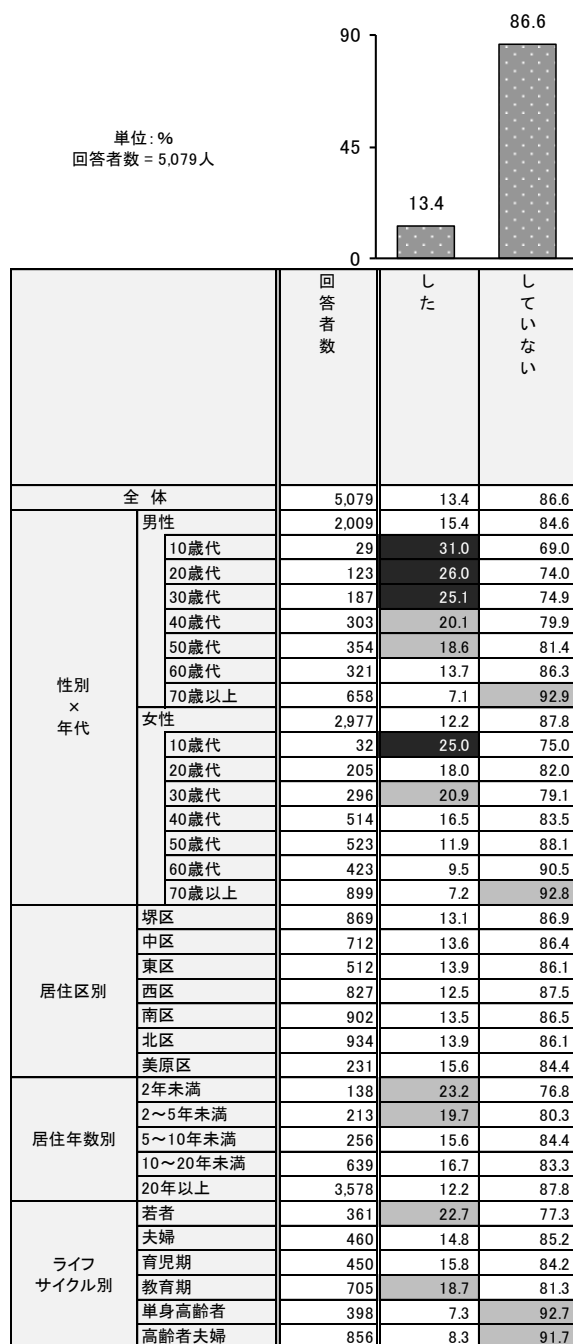 86.6
90
単位：%
回答者数 = 5,079人
45
13.4
0
回答者数
した
していない
全 体 5,079 13.4 86.6
性別×年代
男性 2,009 15.4 84.6
10歳代 29 31.0 69.0
20歳代 123 26.0 74.0
30歳代 187 25.1 74.9
40歳代 303 20.1 79.9
50歳代 354 18.6 81.4
60歳代 321 13.7 86.3
70歳以上 658 7.1 92.9
女性 2,977 12.2 87.8
10歳代 32 25.0 75.0
20歳代 205 18.0 82.0
30歳代 296 20.9 79.1
40歳代 514 16.5 83.5
50歳代 523 11.9 88.1
60歳代 423 9.5 90.5
70歳以上 899 7.2 92.8
居住区別
堺区 869 13.1 86.9
中区 712 13.6 86.4
東区 512 13.9 86.1
西区 827 12.5 87.5
南区 902 13.5 86.5
北区 934 13.9 86.1
美原区 231 15.6 84.4
居住年数別
2年未満 138 23.2 76.8
2～5年未満 213 19.7 80.3
5～10年未満 256 15.6 84.4
10～20年未満 639 16.7 83.3
20年以上 3,578 12.2 87.8
ライフ
サイクル別
若者 361 22.7 77.3
夫婦 460 14.8 85.2
育児期 450 15.8 84.2
教育期 705 18.7 81.3
単身高齢者 398 7.3 92.7
高齢者夫婦 856 8.3 91.7